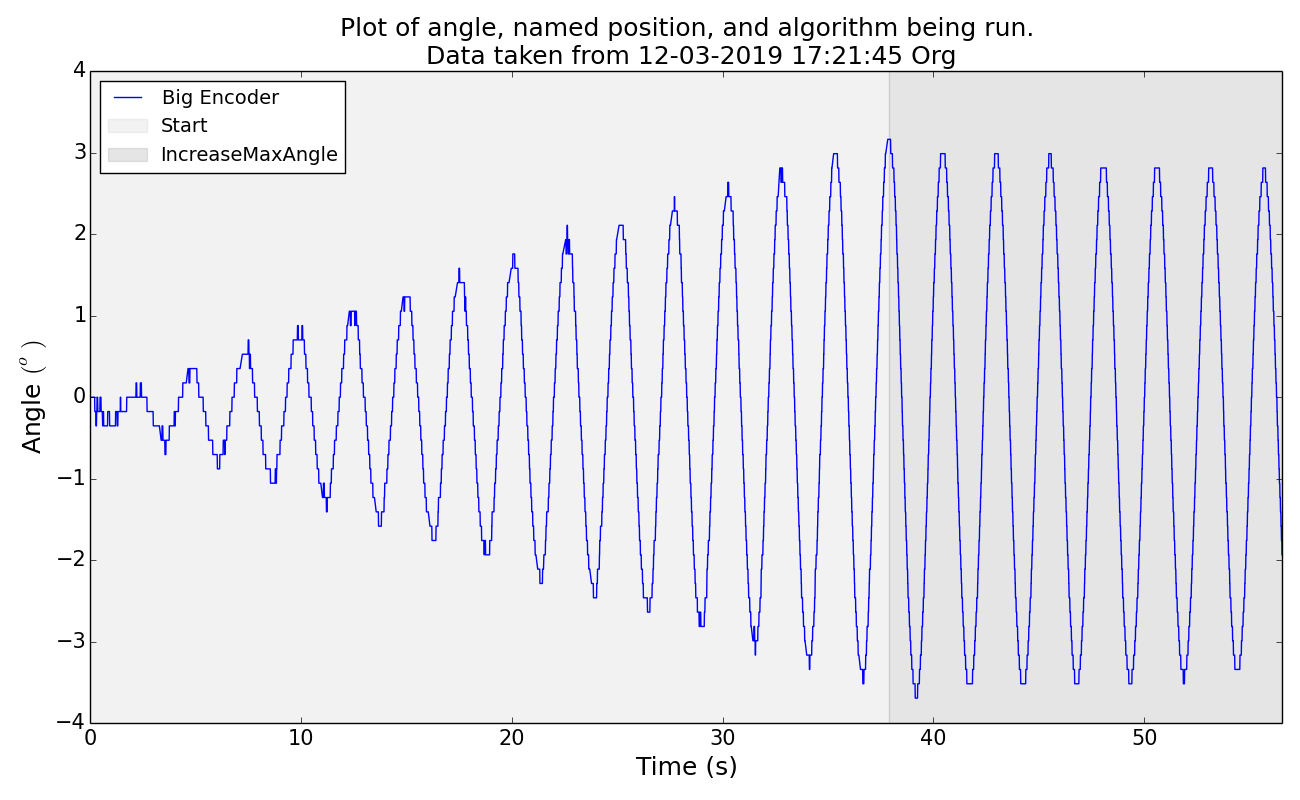 Plot of angle, named position, and algorithm being run.
Data taken from 12-03-2019 17:21:45 Org
Big Encoder
Start
IncreaseMaxAngle
4
3
2
1
0
−1
−2
−3
−4
Angle (o)
0 10 20 30 40 50
Time (s)